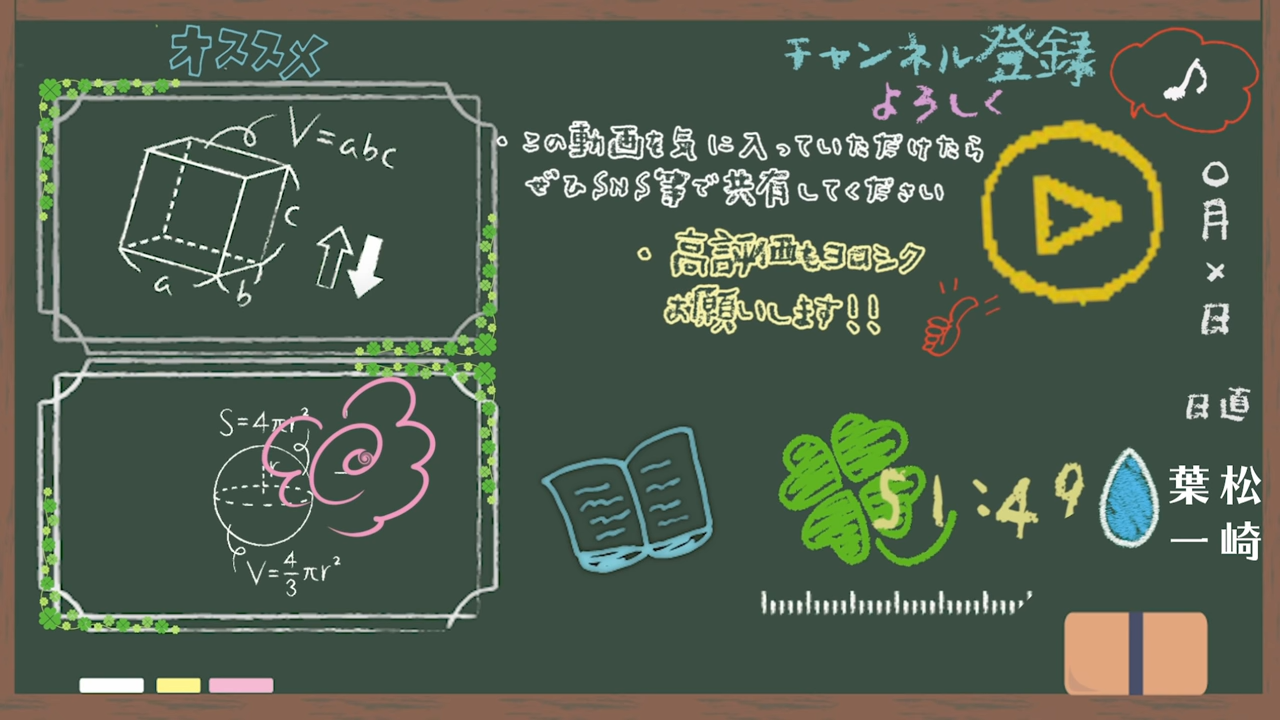 オススメ
V=abc
c
a
b
S=4πr²
r
V=4/3πr²
チャンネル登録
よろしく
・この動画を気に入っていただけたら
ぜひSNS等で共有してください
・高評価もヨロシク
お願いします!!
51:49
○月×日
日直
松崎
葉一